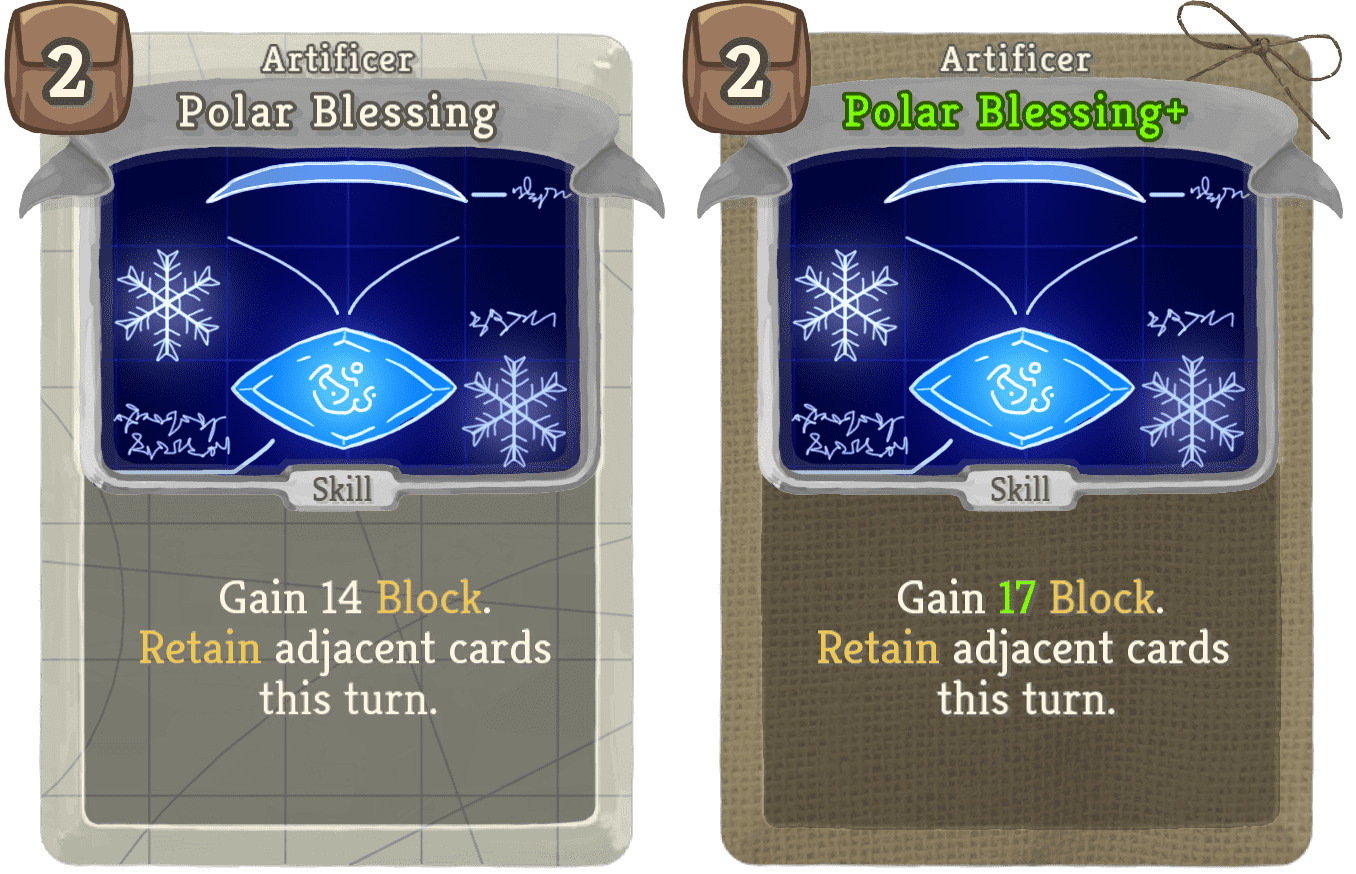 2
Artificer
Polar Blessing
Skill
Gain 14 Block.
Retain adjacent cards
this turn.
2
Artificer
Polar Blessing+
Skill
Gain 17 Block.
Retain adjacent cards
this turn.